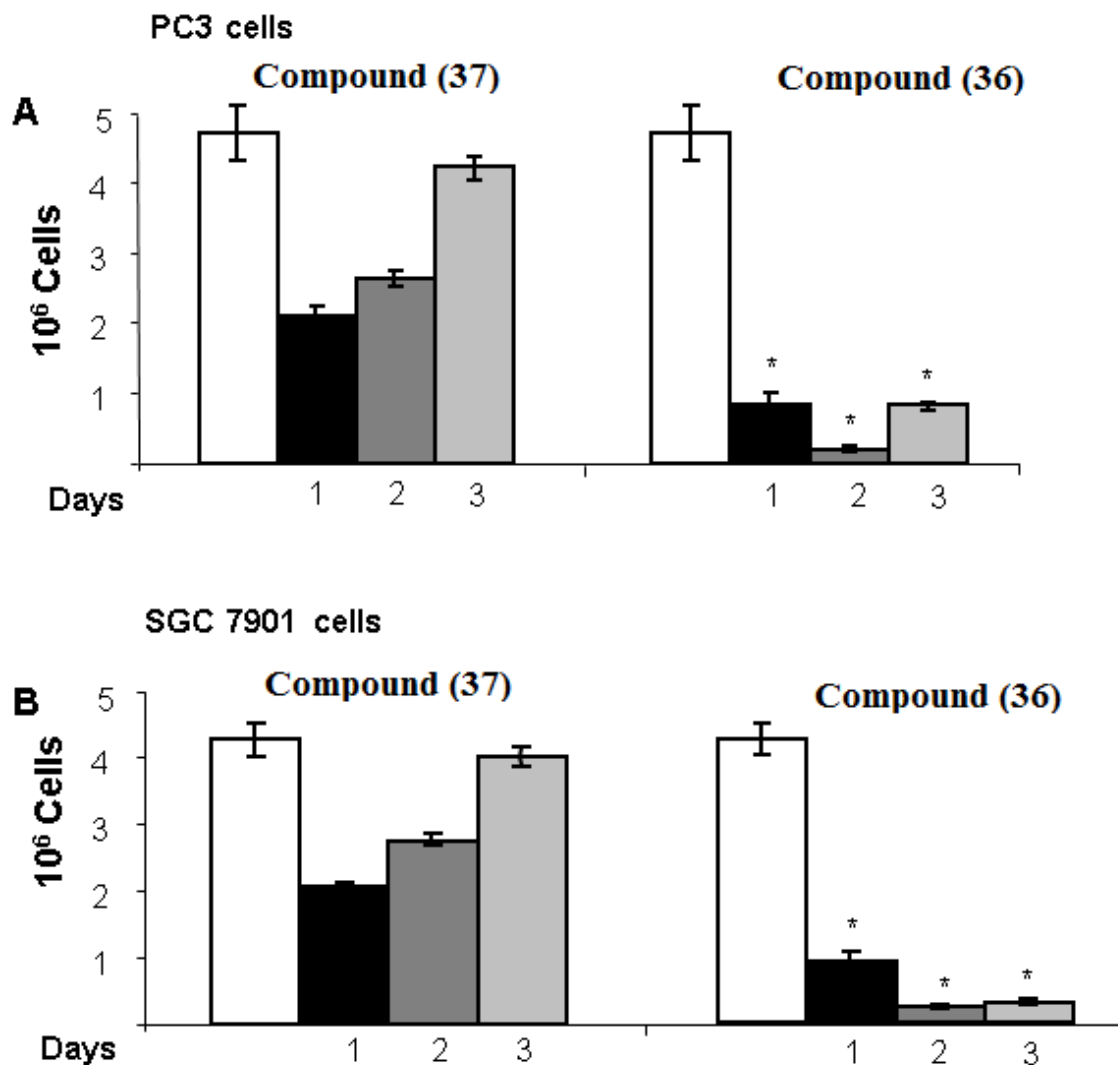 PC3 cells
Compound (37)
Compound (36)
A
5
4
3
2
1
10⁶ Cells
*
*
*
Days
1
2
3
1
2
3
SGC 7901 cells
Compound (37)
Compound (36)
B
5
4
3
2
1
10⁶ Cells
*
*
*
Days
1
2
3
1
2
3